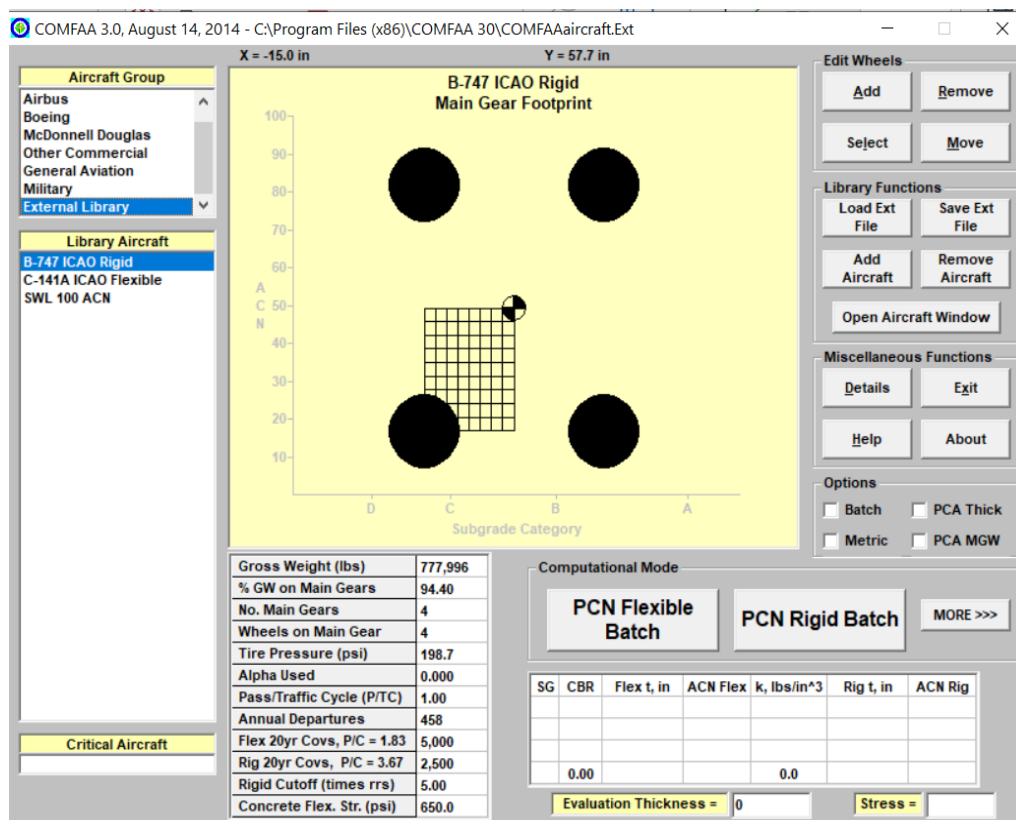 COMFAA 3.0, August 14, 2014 - C:\Program Files (x86)\COMFAA 30\COMFAAaircraft.Ext
X = -15.0 in Y = 57.7 in
Aircraft Group
Airbus
Boeing
McDonnell Douglas
Other Commercial
General Aviation
Military
External Library
Library Aircraft
B-747 ICAO Rigid
C-141A ICAO Flexible
SWL 100 ACN
Critical Aircraft
B-747 ICAO Rigid
Main Gear Footprint
100
90
80
70
60
50
40
30
20
10
A
C
N
D C B A
Subgrade Category
Edit Wheels
Add Remove
Select Move
Library Functions
Load Ext File Save Ext File
Add Aircraft Remove Aircraft
Open Aircraft Window
Miscellaneous Functions
Details Exit
Help About
Options
Batch PCA Thick
Metric PCA MGW
Gross Weight (lbs) 777,996
% GW on Main Gears 94.40
No. Main Gears 4
Wheels on Main Gear 4
Tire Pressure (psi) 198.7
Alpha Used 0.000
Pass/Traffic Cycle (P/TC) 1.00
Annual Departures 458
Flex 20yr Covs, P/C = 1.83 5,000
Rig 20yr Covs, P/C = 3.67 2,500
Rigid Cutoff (times rrs) 5.00
Concrete Flex. Str. (psi) 650.0
Computational Mode
PCN Flexible Batch PCN Rigid Batch MORE >>>
SG CBR Flex t, in ACN Flex k, lbs/in^3 Rig t, in ACN Rig
0.00 0.0
Evaluation Thickness = 0 Stress =